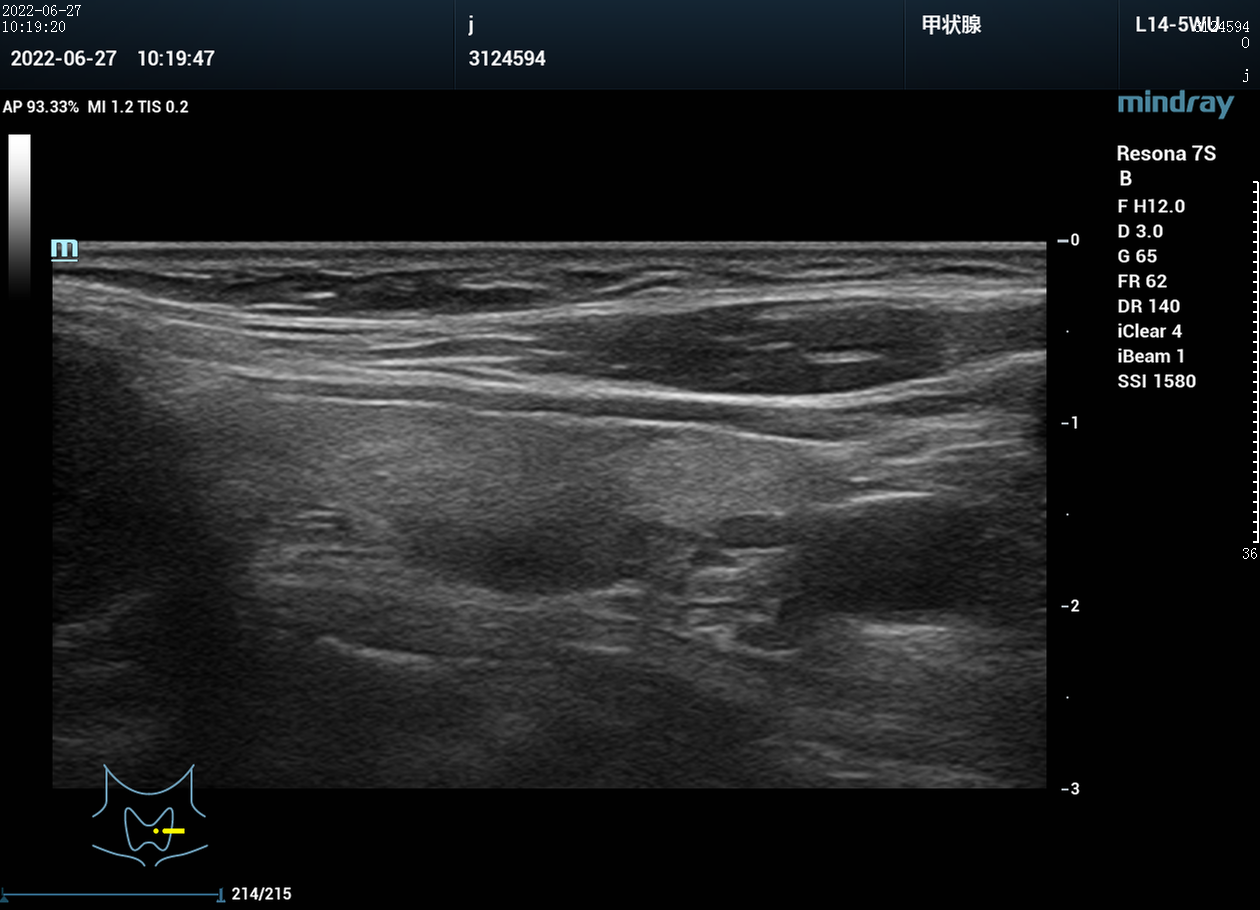 2022-06-27
10:19:20
2022-06-27 10:19:47
j
3124594
甲状腺
L14-5WU
3124594
0
j
AP 93.33% MI 1.2 TIS 0.2
mindray
Resona 7S
B
F H12.0
D 3.0
G 65
FR 62
DR 140
iClear 4
iBeam 1
SSI 1580
m
0
1
2
3
36
214/215